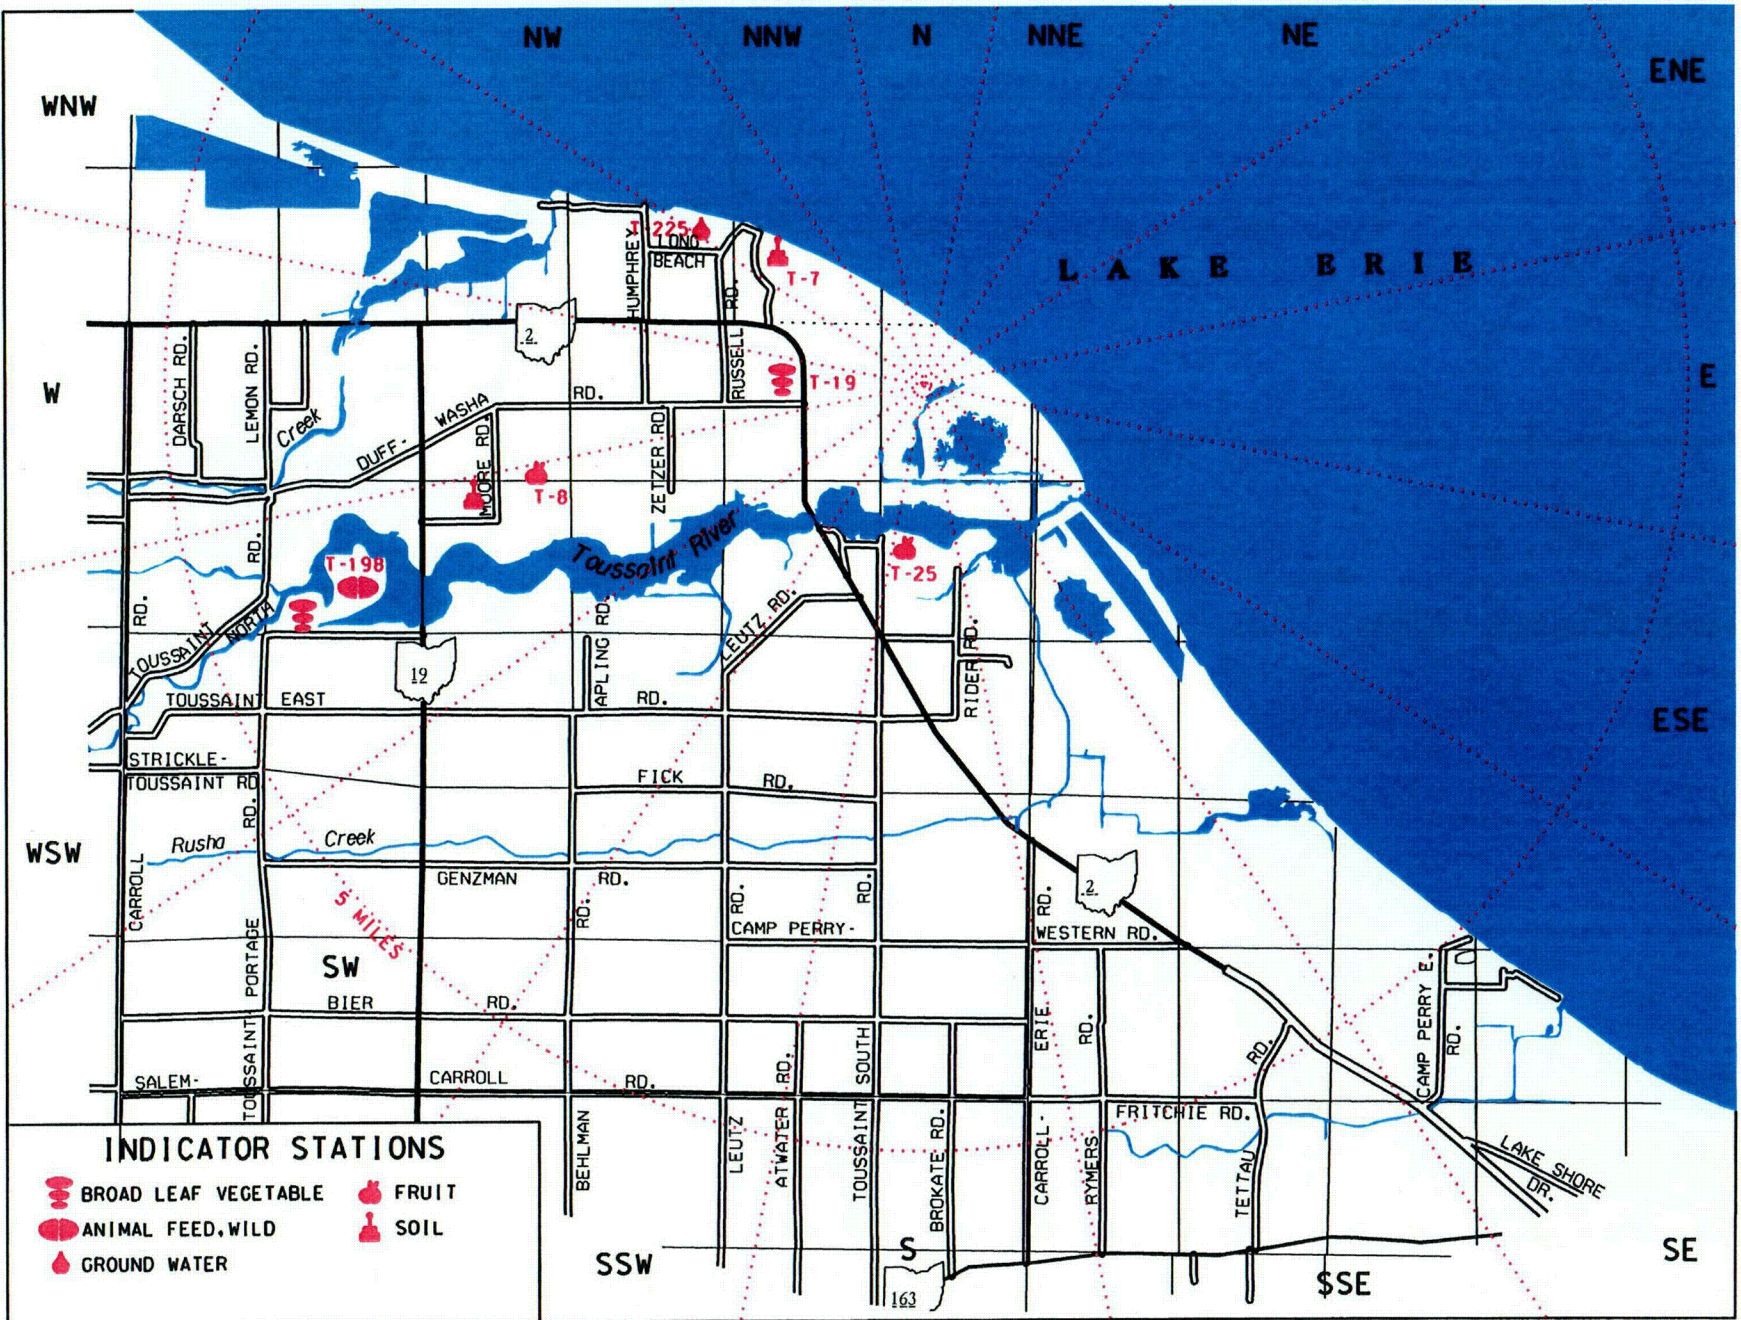 NW
NNW
N
NNE
NE
ENE
WNW
T-225
LONG
BEACH
HUMPHREY
RD.
T-7
LAKE ERIE
2
DARSCH RD.
LEMON RD.
Creek
DUFF-
WASHA
RD.
RUSSELL
T-19
W
E
MOORE RD.
T-8
ZETZER RD.
Toussaint River
T-25
T-198
RD.
RD.
TOUSSAINT
NORTH
LEUTZ RD.
APLING RD.
RIDER RD.
19
TOUSSAINT EAST
RD.
ESE
STRICKLE-
TOUSSAINT RD
FICK
RD.
RD.
WSW
Rusha
Creek
CARROLL
GENZMAN
RD.
RD.
RD.
RD.
RD.
2
5 MILES
CAMP PERRY-
WESTERN RD.
SW
PORTAGE
BIER
RD.
TOUSSAINT-
ERIE
RD.
RD.
CAMP PERRY E.
RD.
SALEM-
CARROLL
RD.
RD.
SOUTH
FRITCHIE RD.
BEHLMAN
LEUTZ
ATWATER
TOUSSAINT
BROKATE RD.
CARROLL-
RYMERS
TETTAU
LAKE SHORE
DR.
INDICATOR STATIONS
BROAD LEAF VEGETABLE
FRUIT
ANIMAL FEED,WILD
SOIL
GROUND WATER
SSW
S
163
SSE
SE